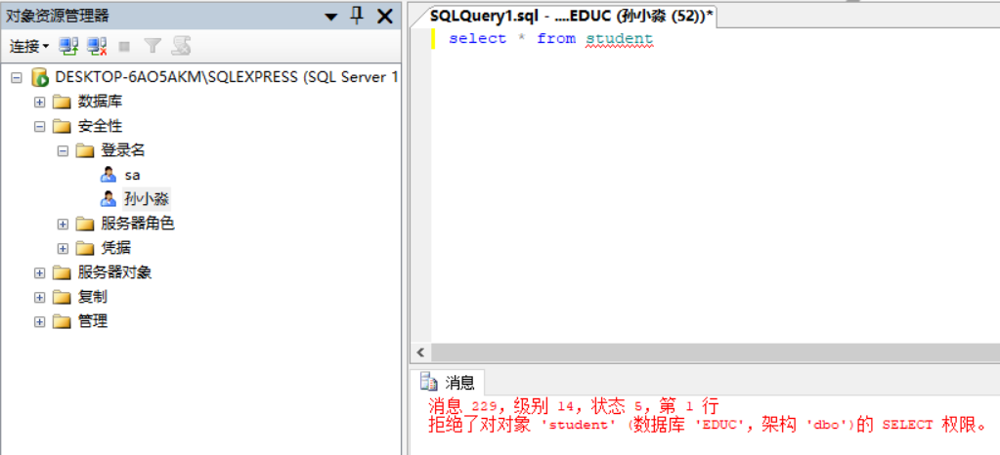 对象资源管理器
连接
DESKTOP-6AO5AKM\SQLEXPRESS (SQL Server 1
数据库
安全性
登录名
sa
孙小淼
服务器角色
凭据
服务器对象
复制
管理
SQLQuery1.sql - ....EDUC (孙小淼 (52))*
select * from student
消息
消息 229，级别 14，状态 5，第 1 行
拒绝了对对象 'student' (数据库 'EDUC'，架构 'dbo')的 SELECT 权限。